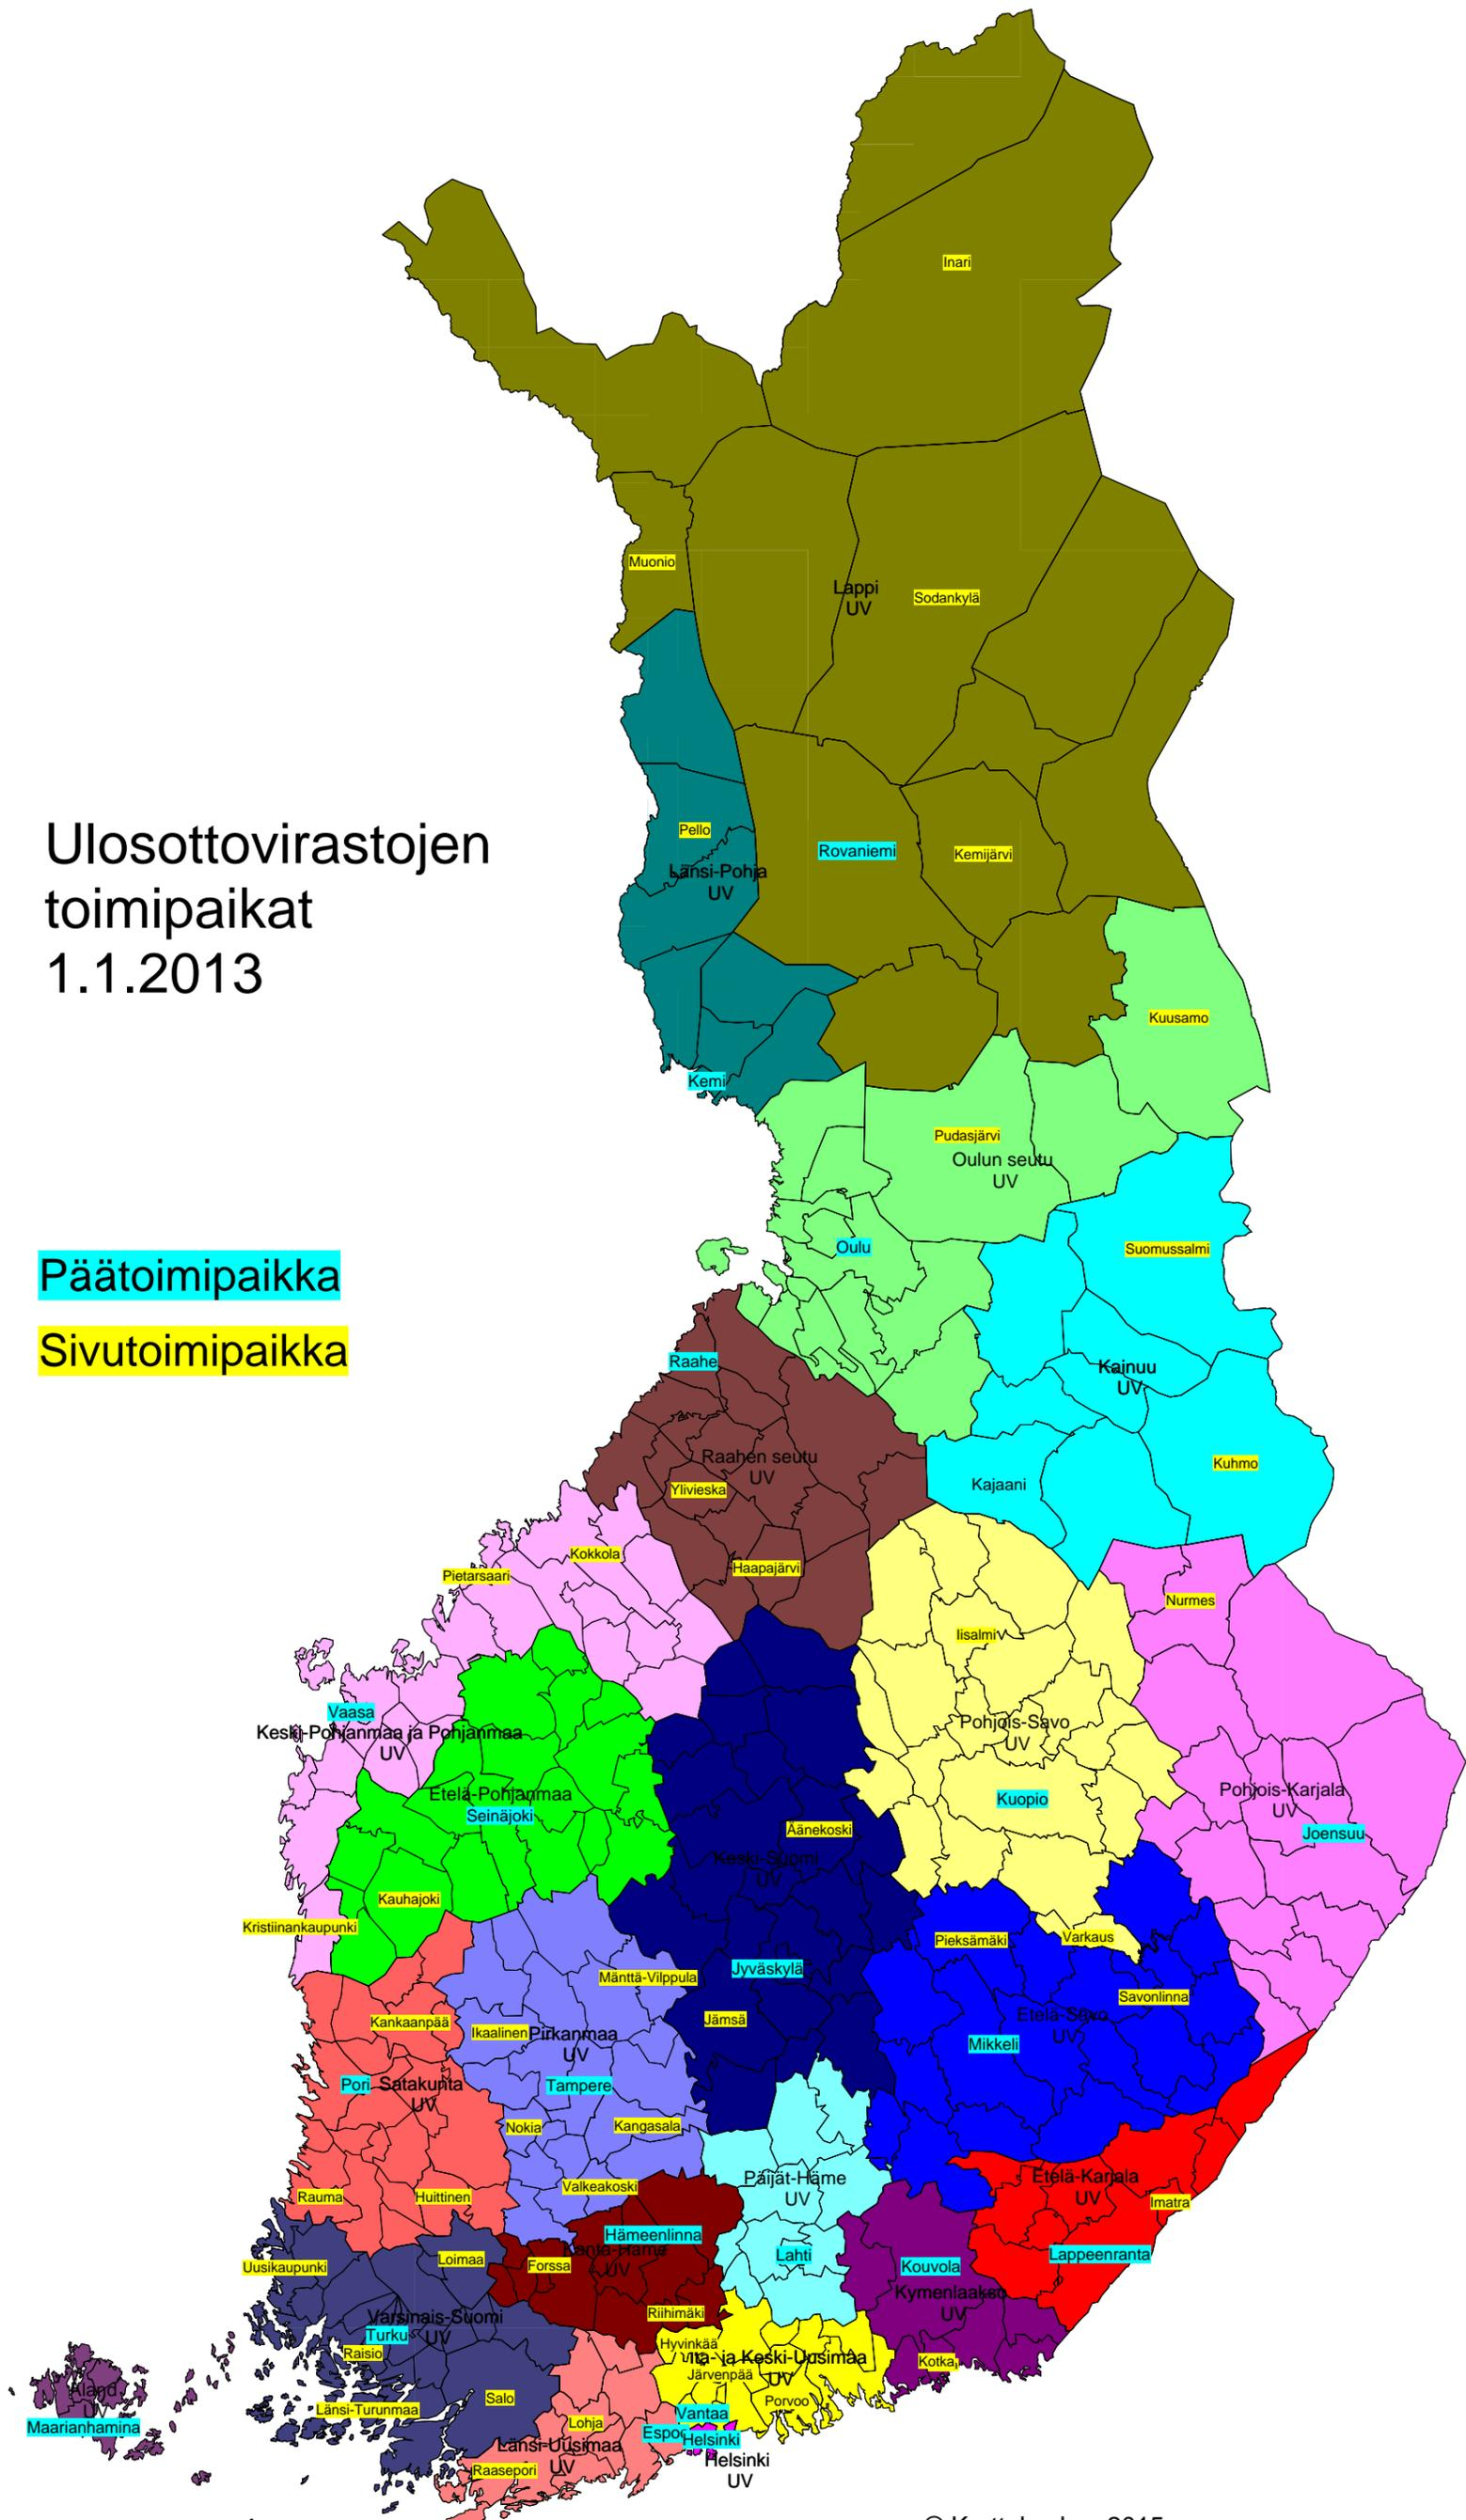 Inari
Muonio
Lappi
UV
Sodankylä
Ulosottovirastojen
toimipaikat
1.1.2013
Pello
Länsi-Pohja
UV
Rovaniemi
Kemijärvi
Kuusamo
Kemi
Pudasjärvi
Oulun seutu
UV
Oulu
Suomussalmi
Päätoimipaikka
Sivutoimipaikka
Raahe
Kainuu
UV
Raahen seutu
UV
Ylivieska
Kajaani
Kuhmo
Kokkola
Pietarsaari
Haapajärvi
Nurmes
Iisalmi
Vaasa
Keski-Pohjanmaa ja Pohjanmaa
UV
Pohjois-Savo
UV
Etelä-Pohjanmaa
Seinäjoki
Kuopio
Pohjois-Karjala
UV
Joensuu
Äänekoski
Keski-Suomi
UV
Kauhajoki
Kristiinankaupunki
Pieksämäki
Varkaus
Mänttä-Vilppula
Jyväskylä
Savonlinna
Kankaanpää
Ikaalinen
Pirkanmaa
UV
Jämsä
Etelä-Savo
UV
Mikkeli
Pori
Satakunta
UV
Tampere
Nokia
Kangasala
Valkeakoski
Päijät-Häme
UV
Etelä-Karjala
UV
Imatra
Rauma
Huittinen
Hämeenlinna
Kanta-Häme
UV
Uusikaupunki
Loimaa
Forssa
Lahti
Kouvola
Lappeenranta
Kymenlaakso
UV
Varsinais-Suomi
UV
Turku
Raisio
Riihimäki
Hyvinkää
Itä- ja Keski-Uusimaa
UV
Järvenpää
Kotka
Åland
UV
Maarianhamina
Länsi-Turunmaa
Salo
Porvoo
Lohja
Vantaa
Helsinki
Länsi-Uusimaa
UV
Helsinki
UV
Raasepori